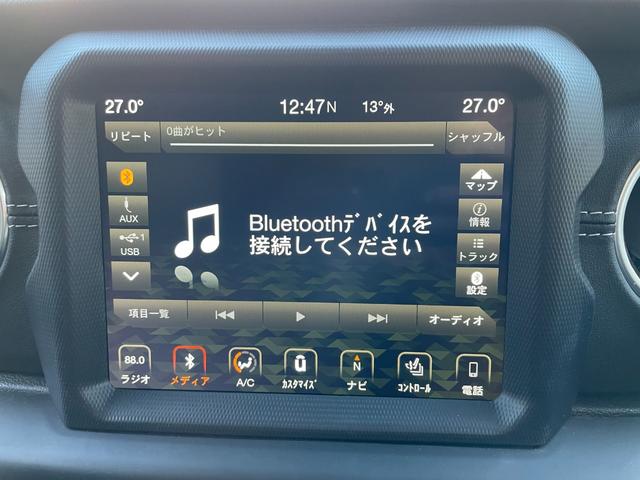 27.0°
12:47N
13°外
27.0°
リピート
0曲がヒット
シャッフル
AUX
1
USB
Bluetoothﾃﾞﾊﾞｲｽを
接続してください
マップ
情報
トラック
設定
項目一覧
オーディオ
88.0
ラジオ
メディア
A/C
ｶｽﾀﾏｲｽﾞ
N
ナビ
ｺﾝﾄﾛｰﾙ
電話